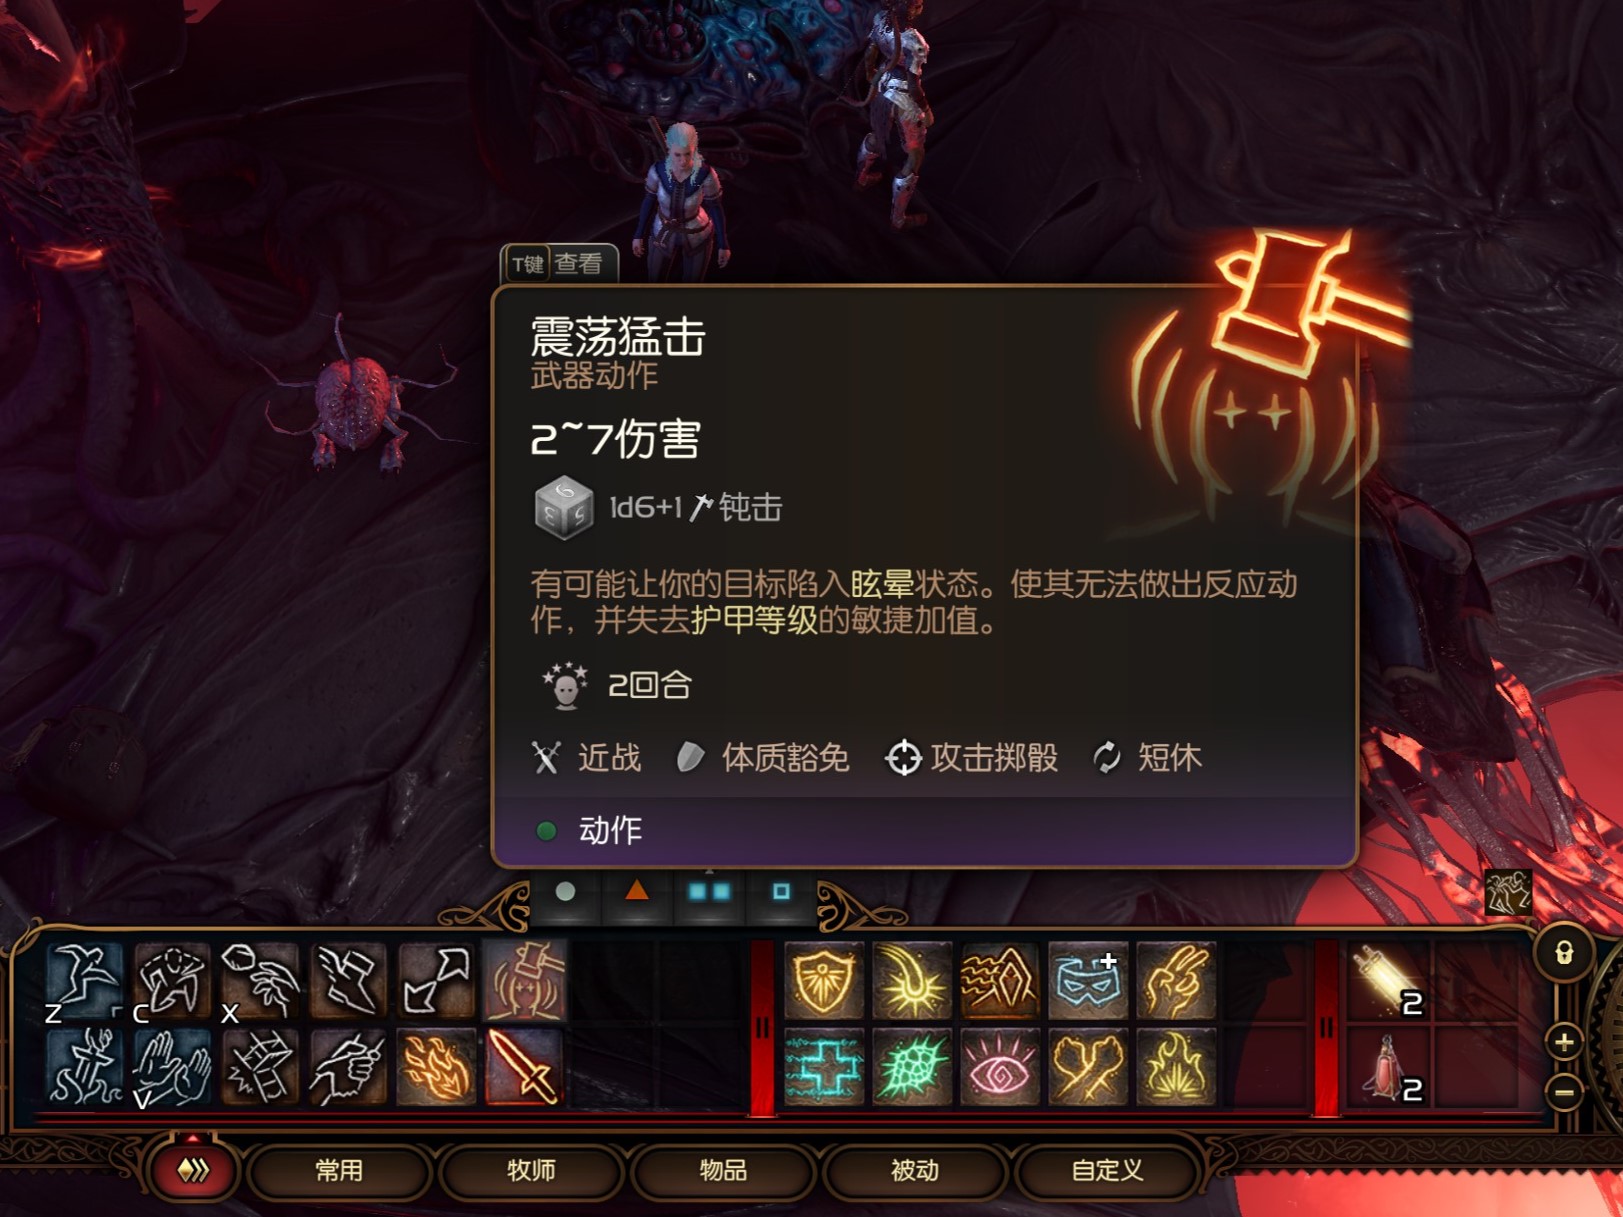 T键 查看
震荡猛击
武器动作
2~7伤害
1d6+1 钝击
有可能让你的目标陷入眩晕状态。使其无法做出反应动
作，并失去护甲等级的敏捷加值。
2回合
近战 体质豁免 攻击掷骰 短休
动作
Z C X
2
V
2
常用 牧师 物品 被动 自定义